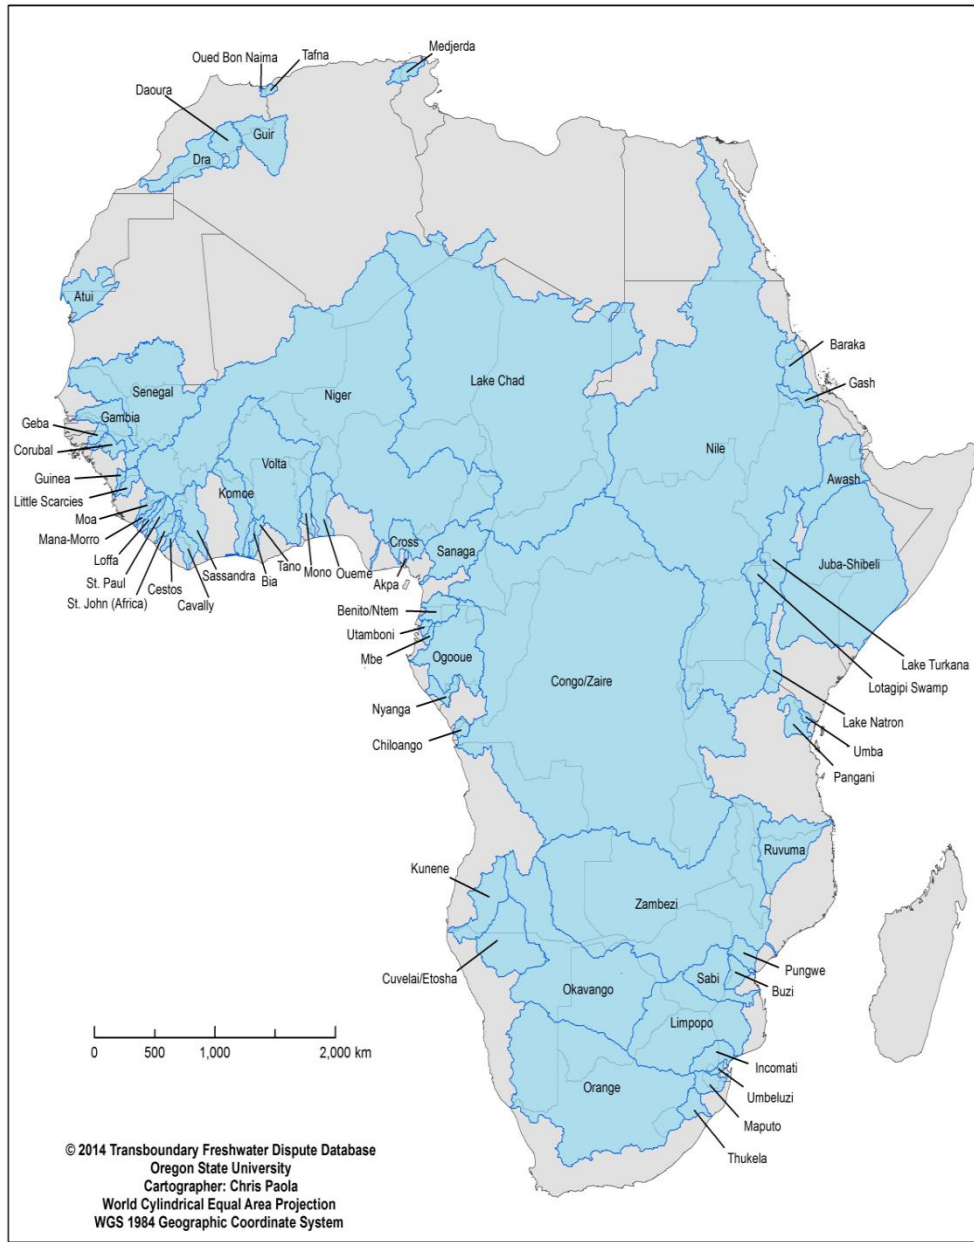 Oued Bon Naima
Tafna
Medjerda
Daoura
Guir
Dra
Atui
Baraka
Senegal
Lake Chad
Gash
Niger
Gambia
Geba
Corubal
Nile
Volta
Awash
Guinea
Komoe
Little Scarcies
Moa
Mana-Morro
Cross
Sanaga
Loffa
Juba-Shibeli
St. Paul
Sassandra
Tano
Mono
Oueme
Cestos
Bia
Akpa
St. John (Africa)
Cavally
Benito/Ntem
Utamboni
Ogooue
Mbe
Lake Turkana
Congo/Zaire
Lotagipi Swamp
Nyanga
Lake Natron
Chiloango
Umba
Pangani
Ruvuma
Kunene
Zambezi
Cuvelai/Etosha
Pungwe
Sabi
Buzi
Okavango
Limpopo
0 500 1,000 2,000 km
Incomati
Orange
Umbeluzi
Maputo
Thukela
© 2014 Transboundary Freshwater Dispute Database
Oregon State University
Cartographer: Chris Paola
World Cylindrical Equal Area Projection
WGS 1984 Geographic Coordinate System